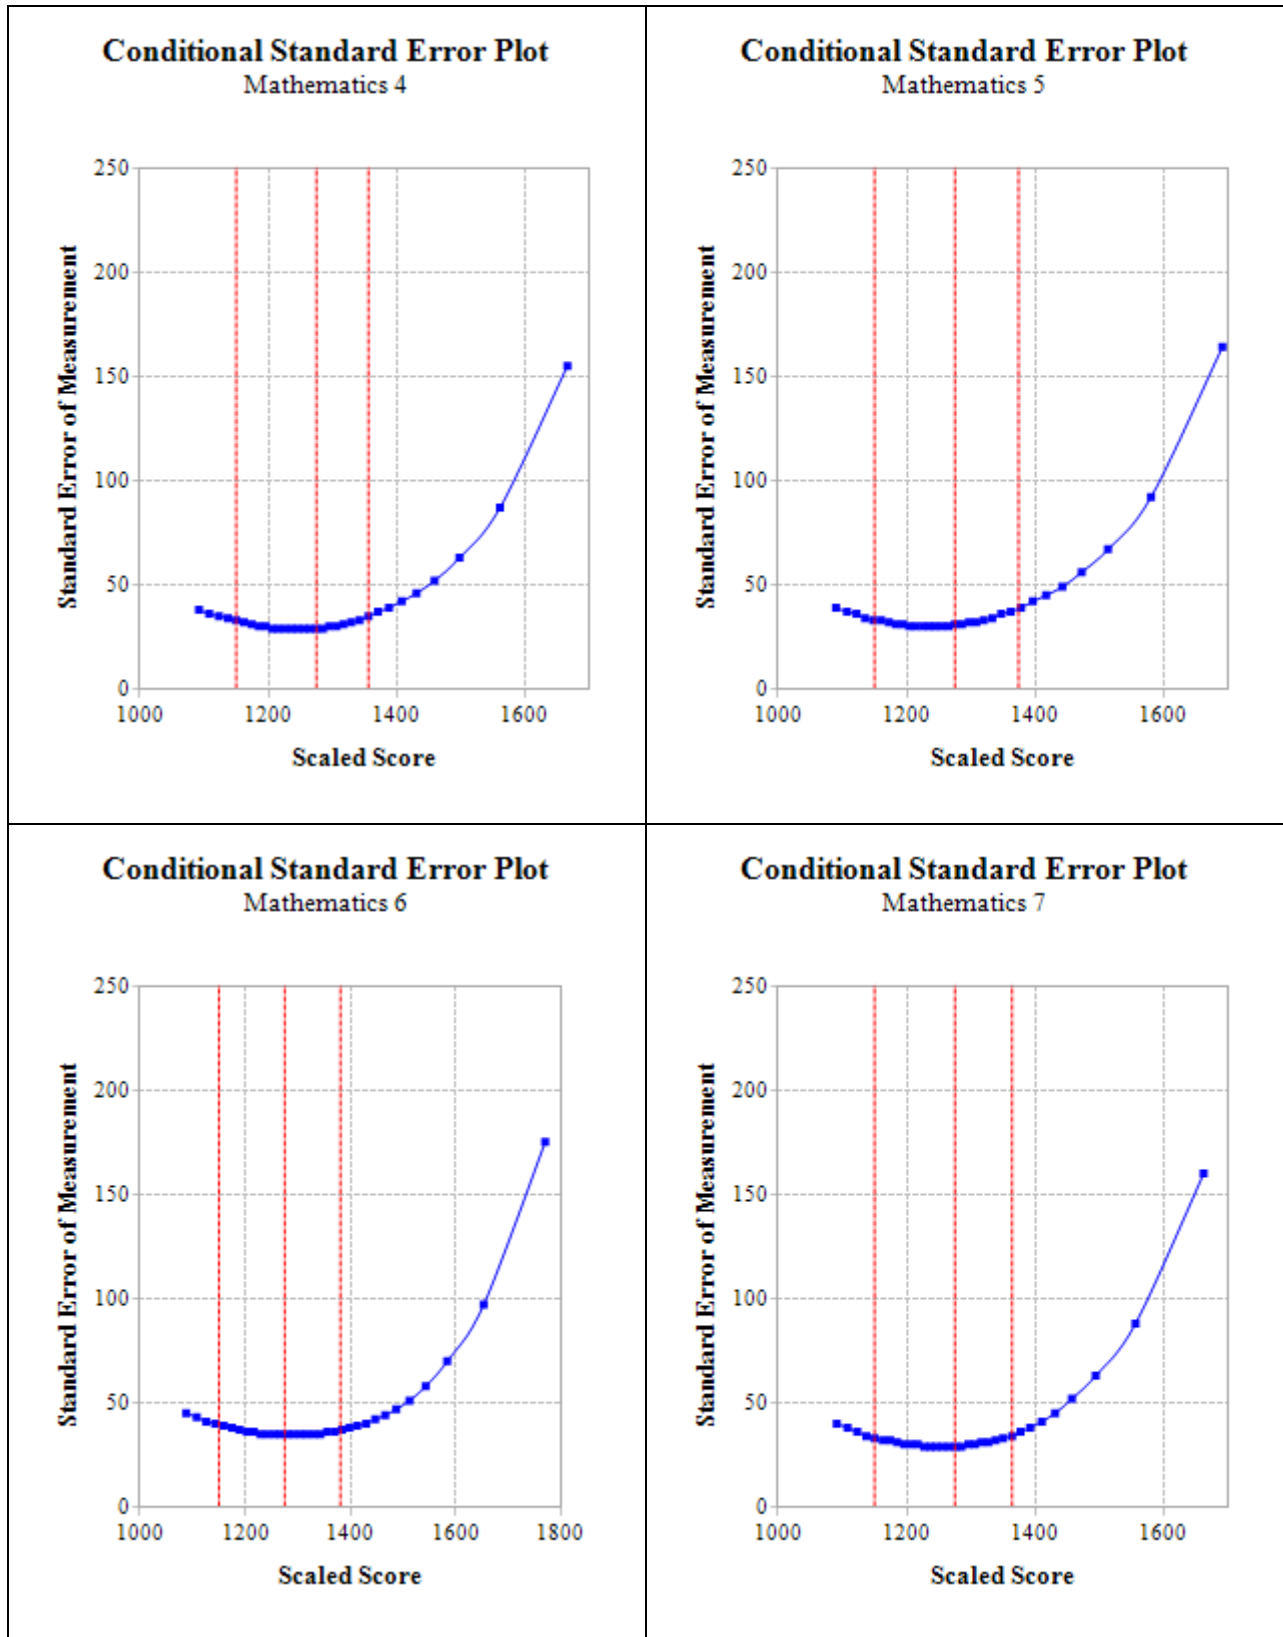 Conditional Standard Error Plot
Mathematics 4
250
200
150
100
50
0
1000 1200 1400 1600
Standard Error of Measurement
Scaled Score
Conditional Standard Error Plot
Mathematics 5
250
200
150
100
50
0
1000 1200 1400 1600
Standard Error of Measurement
Scaled Score
Conditional Standard Error Plot
Mathematics 6
250
200
150
100
50
0
1000 1200 1400 1600 1800
Standard Error of Measurement
Scaled Score
Conditional Standard Error Plot
Mathematics 7
250
200
150
100
50
0
1000 1200 1400 1600
Standard Error of Measurement
Scaled Score